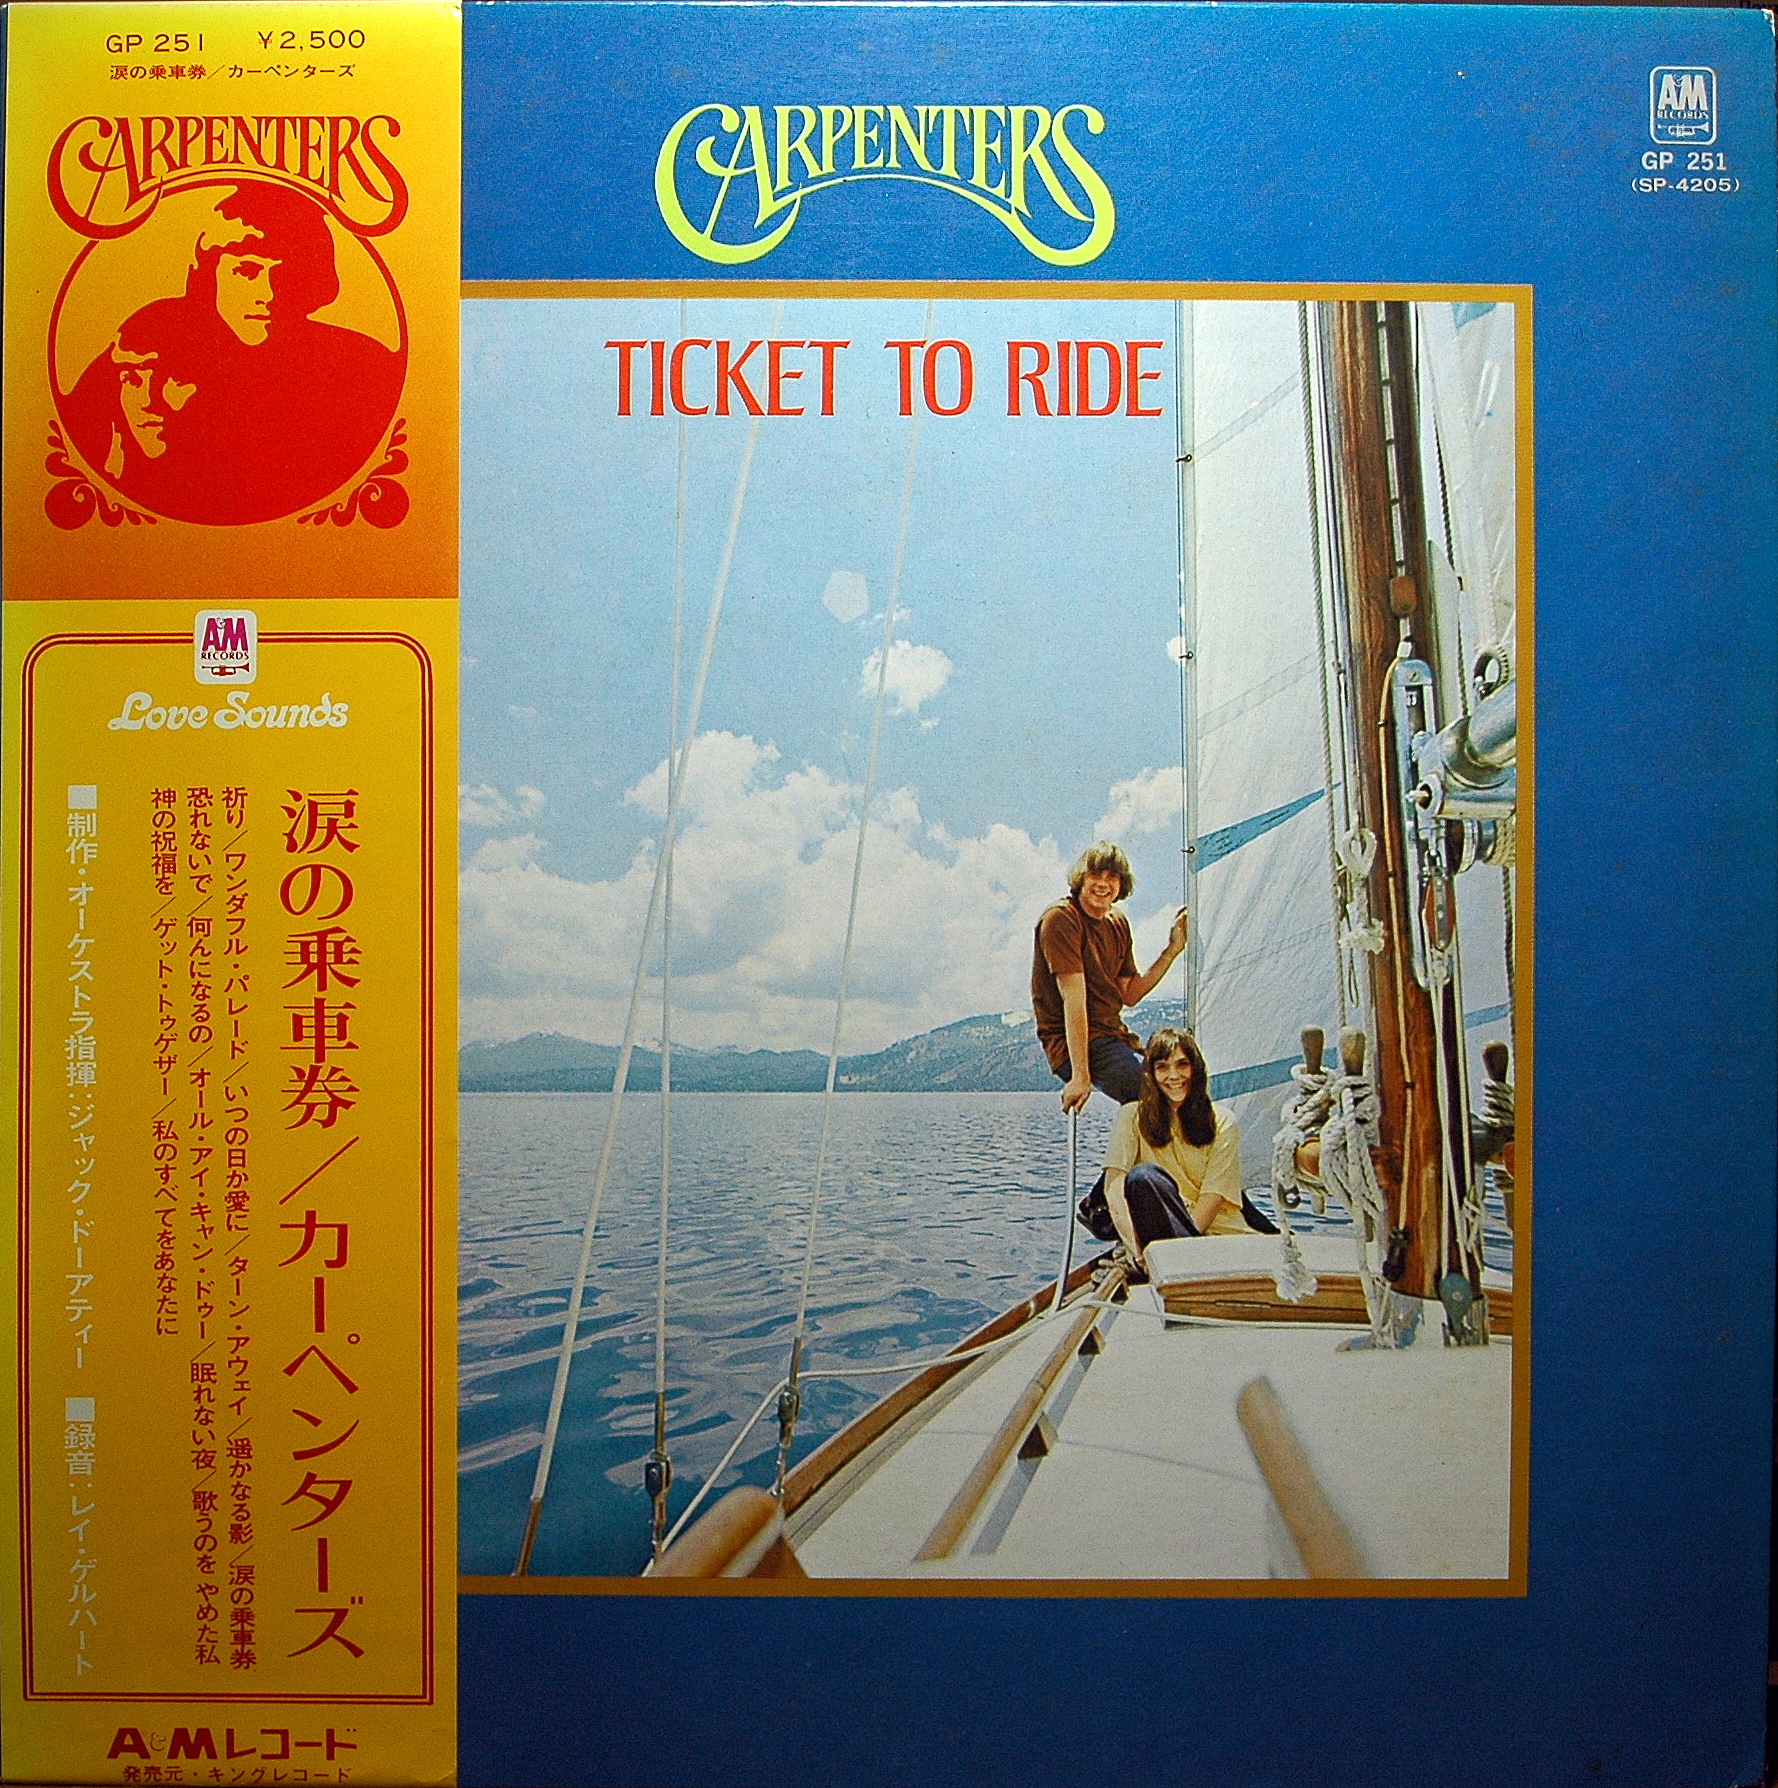 GP 251 ¥2,500
涙の乗車券／カーペンターズ
CARPENTERS
A&M
RECORDS
Love Sounds
涙の乗車券／カーペンターズ
祈り／ワンダフル・パレード／いつの日か愛に／ターン・アウェイ／遥かなる影／涙の乗車券
恐れないで／何んになるの／オール・アイ・キャン・ドゥー／眠れない夜／歌うのを やめた私
神の祝福を／ゲット・トゥゲザー／私のすべてをあなたに
■制作・オーケストラ指揮：ジャック・ドーアティー ■録音：レイ・ゲルハート
A&Mレコード
発売元・キングレコード
CARPENTERS
TICKET TO RIDE
A&M
RECORDS
GP 251
(SP-4205)